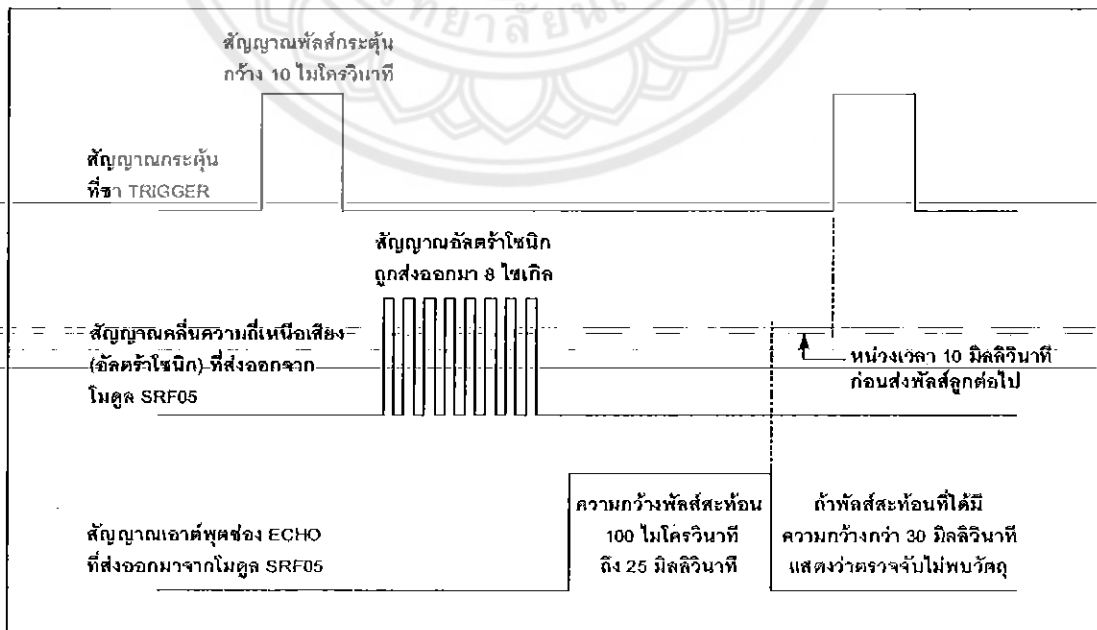 สัญญาณพัลส์กระตุ้น
กว้าง 10 ไมโครวินาที
สัญญาณกระตุ้น
ที่ขา TRIGGER
สัญญาณอัลตร้าโซนิก
ถูกส่งออกมา 8 ไซเกิล
สัญญาณคลื่นความถี่เหนือเสียง
(อัลตร้าโซนิก) ที่ส่งออกจาก
โมดูล SRF05
หน่วงเวลา 10 มิลลิวินาที
ก่อนส่งพัลส์ลูกต่อไป
สัญญาณเอาต์พุตช่อง ECHO
ที่ส่งออกมาจากโมดูล SRF05
ความกว้างพัลส์สะท้อน
100 ไมโครวินาที
ถึง 25 มิลลิวินาที
ถ้าพัลส์สะท้อนที่ได้มี
ความกว้างกว่า 30 มิลลิวินาที
แสดงว่าตรวจจับไม่พบวัตถุ